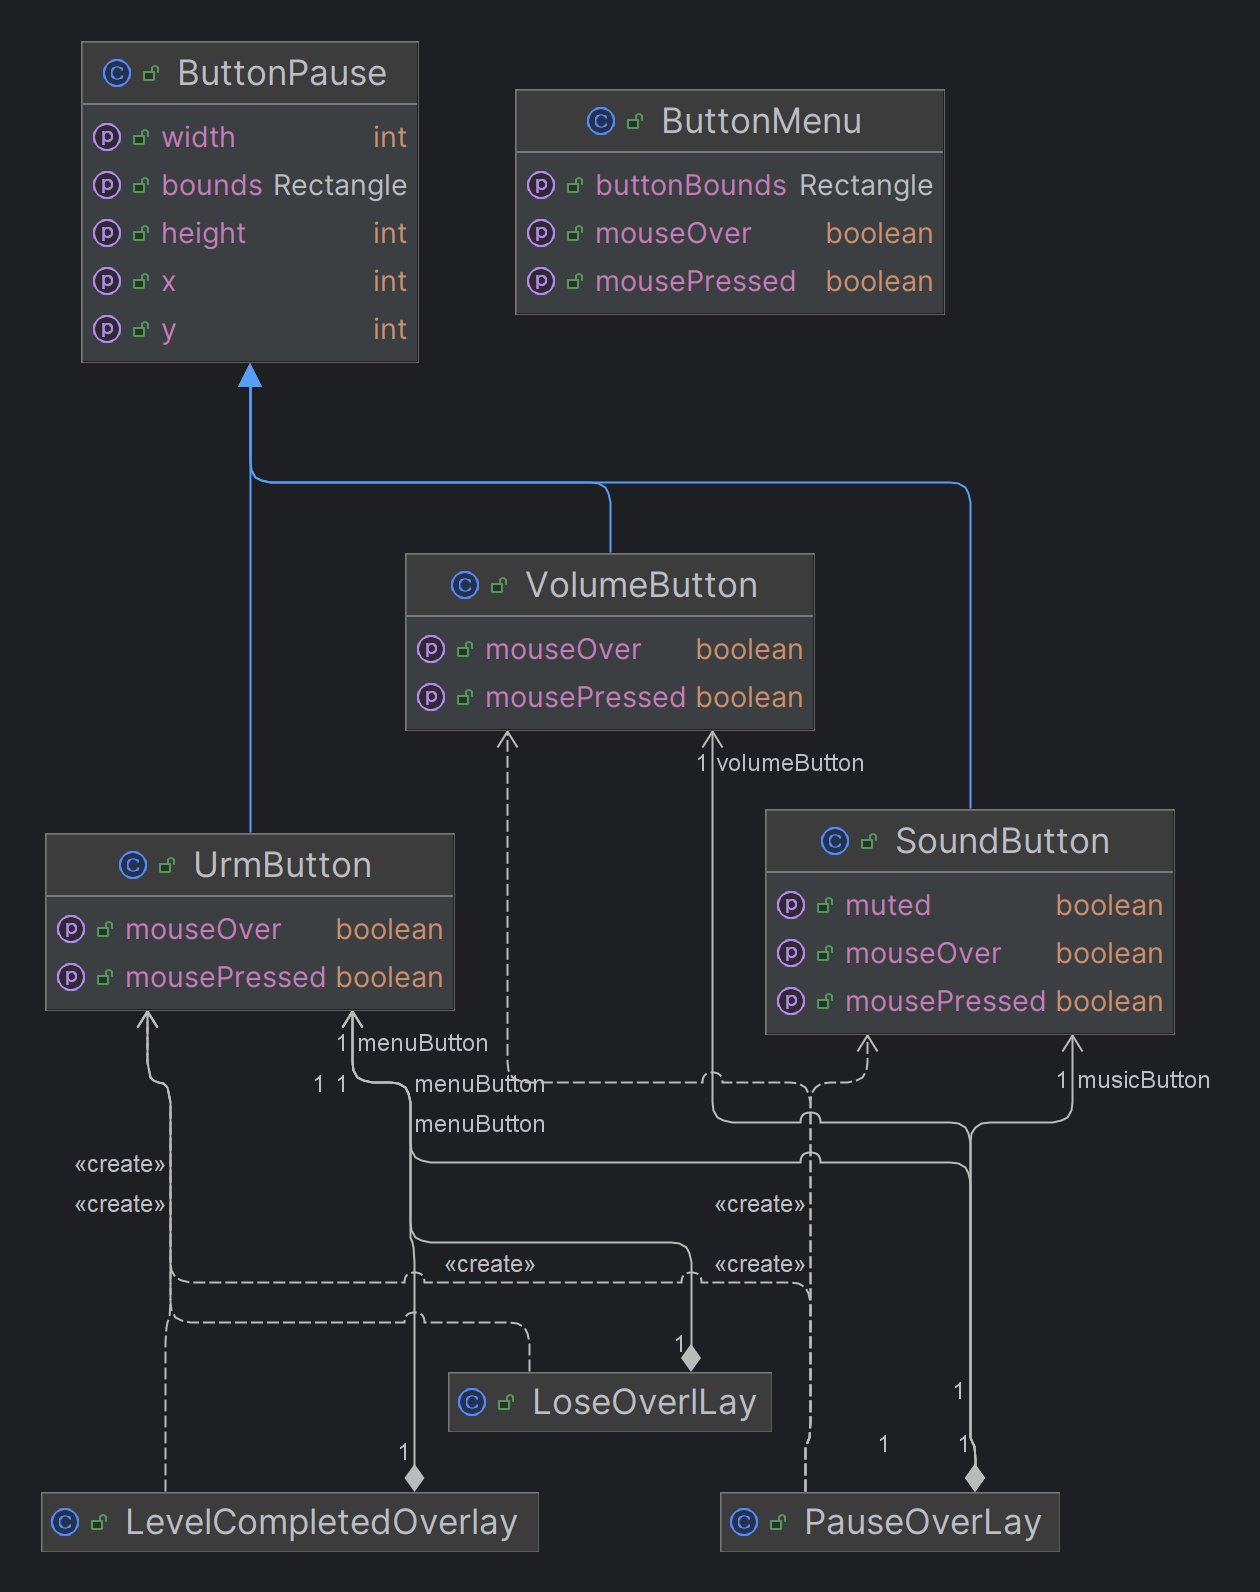 ButtonPause
width int
bounds Rectangle
height int
x int
y int
ButtonMenu
buttonBounds Rectangle
mouseOver boolean
mousePressed boolean
VolumeButton
mouseOver boolean
mousePressed boolean
1 volumeButton
SoundButton
muted boolean
mouseOver boolean
mousePressed boolean
UrmButton
mouseOver boolean
mousePressed boolean
1 menuButton
1 1 menuButton
menuButton
1 musicButton
«create»
«create»
«create»
«create»
«create»
1
LoseOverlLay
1
1
1 1
LevelCompletedOverlay
PauseOverLay